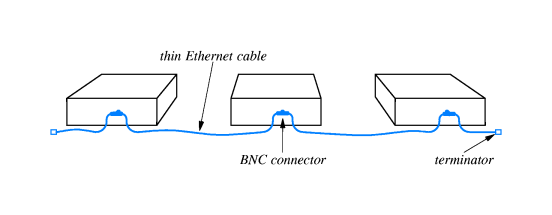 thin Ethernet cable
BNC connector
terminator